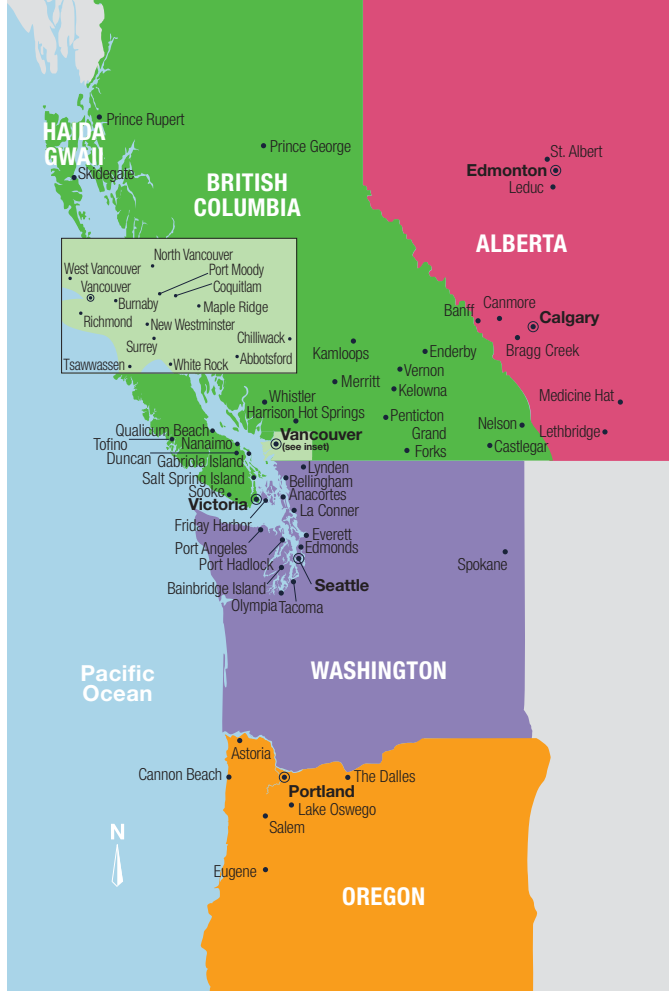 Prince Rupert
HAIDA
GWAII
Prince George
St. Albert
Edmonton
Skidegate
Leduc
BRITISH
COLUMBIA
ALBERTA
North Vancouver
West Vancouver
Port Moody
Vancouver
Coquitlam
Burnaby
Maple Ridge
Richmond
New Westminster
Surrey
Chilliwack
Abbotsford
Tsawwassen
White Rock
Banff
Canmore
Calgary
Bragg Creek
Kamloops
Enderby
Vernon
Merritt
Kelowna
Whistler
Harrison Hot Springs
Penticton
Medicine Hat
Nelson
Lethbridge
Grand
Forks
Castlegar
Qualicum Beach
Tofino
Nanaimo
Vancouver
(see inset)
Duncan
Gabriola Island
Salt Spring Island
Sooke
Victoria
Lynden
Bellingham
Anacortes
La Conner
Friday Harbor
Everett
Port Angeles
Edmonds
Port Hadlock
Spokane
Bainbridge Island
Seattle
Olympia
Tacoma
Pacific
Ocean
WASHINGTON
Astoria
Cannon Beach
The Dalles
Portland
Lake Oswego
Salem
N
Eugene
OREGON